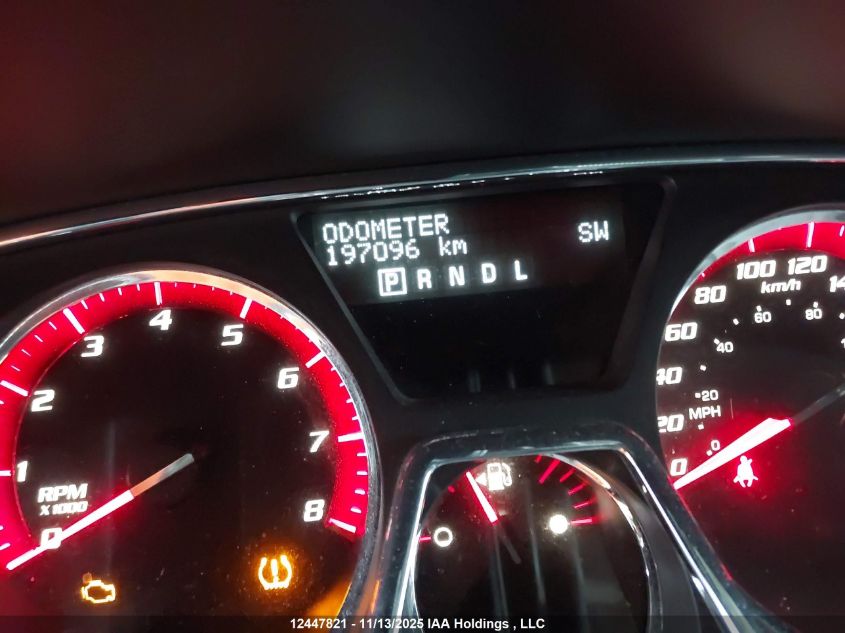 ODOMETER SW
197096 km
P R N D L
0 1 2 3 4 5 6 7 8
RPM
X1000
0 20 40 60 80 100 120
km/h
0 20 40 60 80
MPH
12447821 - 11/13/2025 IAA Holdings , LLC